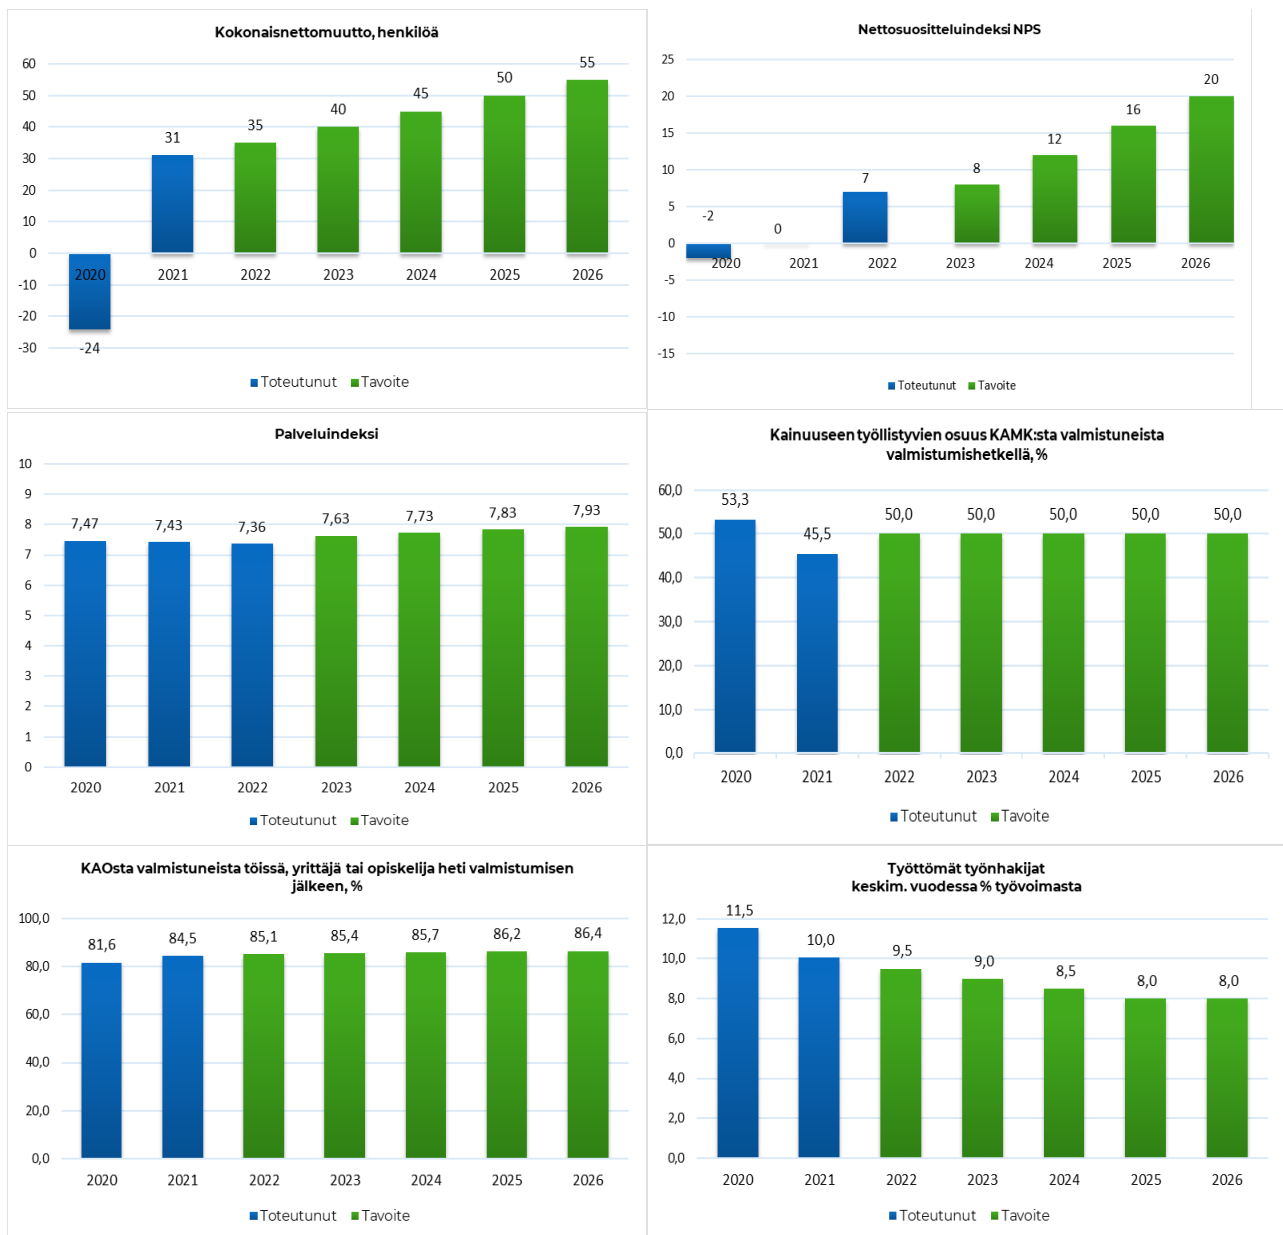 Kokonaisnettomuutto, henkilöä
60
50
40
30
20
10
0
-10
-20
-30
-24
31
35
40
45
50
55
2020 2021 2022 2023 2024 2025 2026
Toteutunut Tavoite
Nettosuositteluindeksi NPS
25
20
15
10
5
0
-5
-10
-15
-2
0
7
8
12
16
20
2020 2021 2022 2023 2024 2025 2026
Toteutunut Tavoite
Palveluindeksi
10
9
8
7
6
5
4
3
2
1
0
7,47 7,43 7,36 7,63 7,73 7,83 7,93
2020 2021 2022 2023 2024 2025 2026
Toteutunut Tavoite
Kainuuseen työllistyvien osuus KAMK:sta valmistuneista
valmistumishetkellä, %
60,0
50,0
40,0
30,0
20,0
10,0
0,0
53,3 45,5 50,0 50,0 50,0 50,0 50,0
2020 2021 2022 2023 2024 2025 2026
Toteutunut Tavoite
KAOsta valmistuneista töissä, yrittäjä tai opiskelija heti valmistumisen
jälkeen, %
100,0
80,0
60,0
40,0
20,0
0,0
81,6 84,5 85,1 85,4 85,7 86,2 86,4
2020 2021 2022 2023 2024 2025 2026
Toteutunut Tavoite
Työttömät työnhakijat
keskim. vuodessa % työvoimasta
12,0
10,0
8,0
6,0
4,0
2,0
0,0
11,5 10,0 9,5 9,0 8,5 8,0 8,0
2020 2021 2022 2023 2024 2025 2026
Toteutunut Tavoite